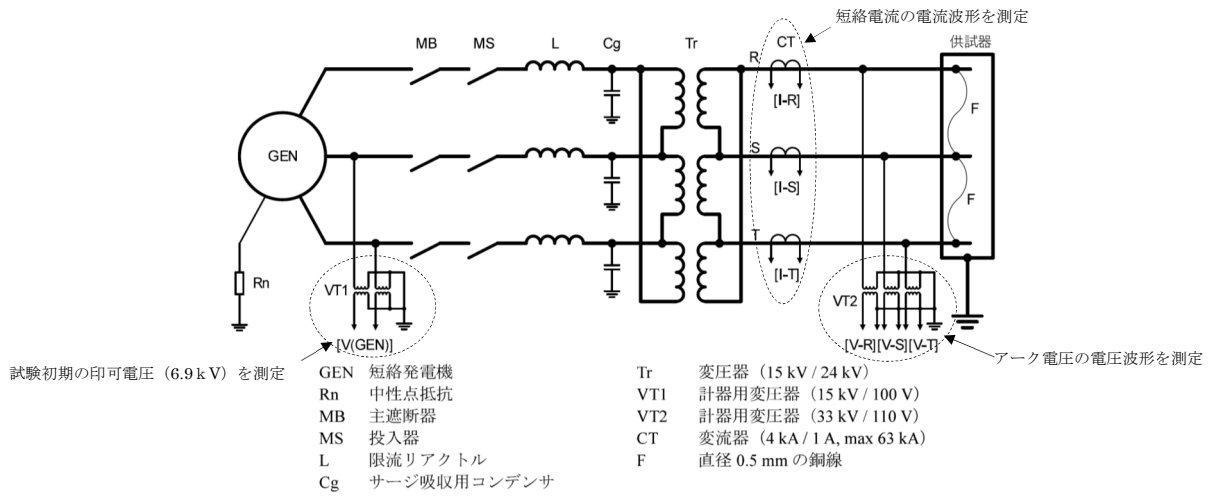 短絡電流の電流波形を測定
MB MS L Cg Tr CT 供試器
R
[I-R]
F
GEN
S
[I-S]
F
T
[I-T]
Rn
VT1
VT2
[V(GEN)]
[V-R][V-S][V-T]
アーク電圧の電圧波形を測定
試験初期の印可電圧（6.9ｋV）を測定
GEN 短絡発電機
Rn 中性点抵抗
MB 主遮断器
MS 投入器
L 限流リアクトル
Cg サージ吸収用コンデンサ
Tr 変圧器（15 kV / 24 kV）
VT1 計器用変圧器（15 kV / 100 V）
VT2 計器用変圧器（33 kV / 110 V）
CT 変流器（4 kA / 1 A, max 63 kA）
F 直径 0.5 mm の銅線